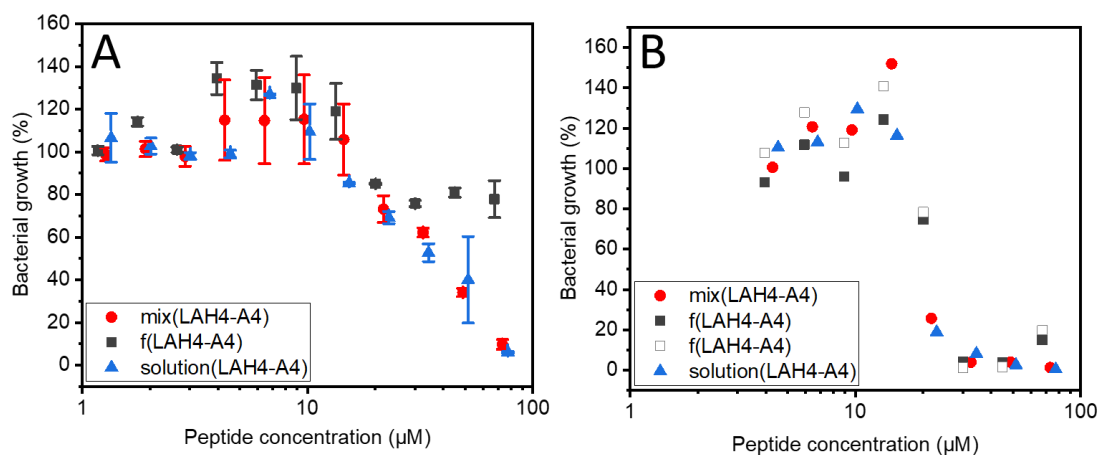 A
Bacterial growth (%)
160
140
120
100
80
60
40
20
0
mix(LAH4-A4)
f(LAH4-A4)
solution(LAH4-A4)
1
10
100
Peptide concentration (µM)
B
Bacterial growth (%)
160
140
120
100
80
60
40
20
0
mix(LAH4-A4)
f(LAH4-A4)
f(LAH4-A4)
solution(LAH4-A4)
1
10
100
Peptide concentration (µM)